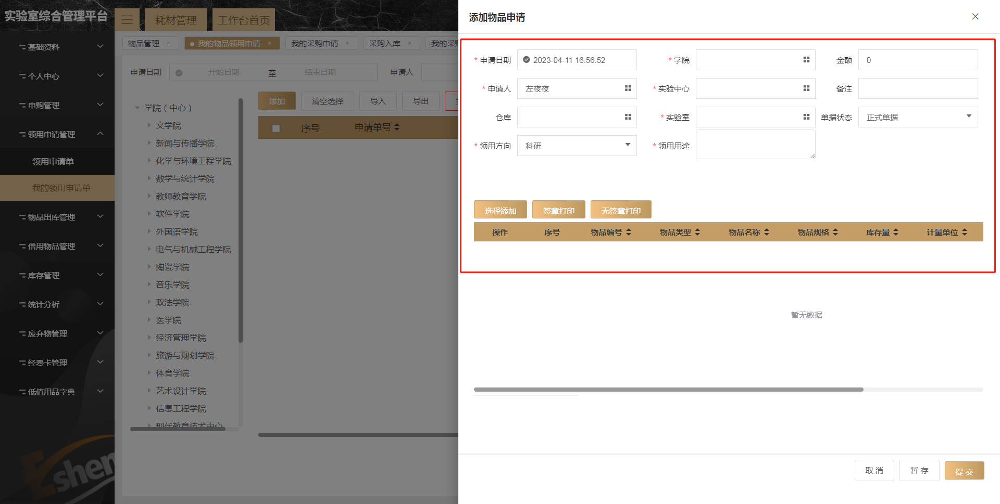 实验室综合管理平台
耗材管理
工作台首页
物品管理 ×
我的物品领用申请 ×
我的采购申请 ×
采购入库 ×
我的采购
申请日期 开始日期 至 结束日期 申请人
基础资料
个人中心
申购管理
领用申请管理
领用申请单
我的领用申请单
物品出库管理
借用物品管理
库存管理
统计分析
废弃物管理
经费卡管理
低值用品字典
Eshen
学院（中心）
文学院
新闻与传播学院
化学与环境工程学院
数学与统计学院
教师教育学院
软件学院
外国语学院
电气与机械工程学院
陶瓷学院
音乐学院
政法学院
医学院
经济管理学院
旅游与规划学院
体育学院
艺术设计学院
信息工程学院
现代教育技术中心
添加 清空选择 导入 导出
序号 申请单号
添加物品申请
* 申请日期 2023-04-11 16:56:52 * 学院 金额 0
* 申请人 左夜夜 * 实验中心 备注
仓库 * 实验室 单据状态 正式单据
* 领用方向 科研 * 领用用途
选择添加 签章打印 无签章打印
操作 序号 物品编号 物品类型 物品名称 物品规格 库存量 计量单位
暂无数据
取 消 暂 存 提 交